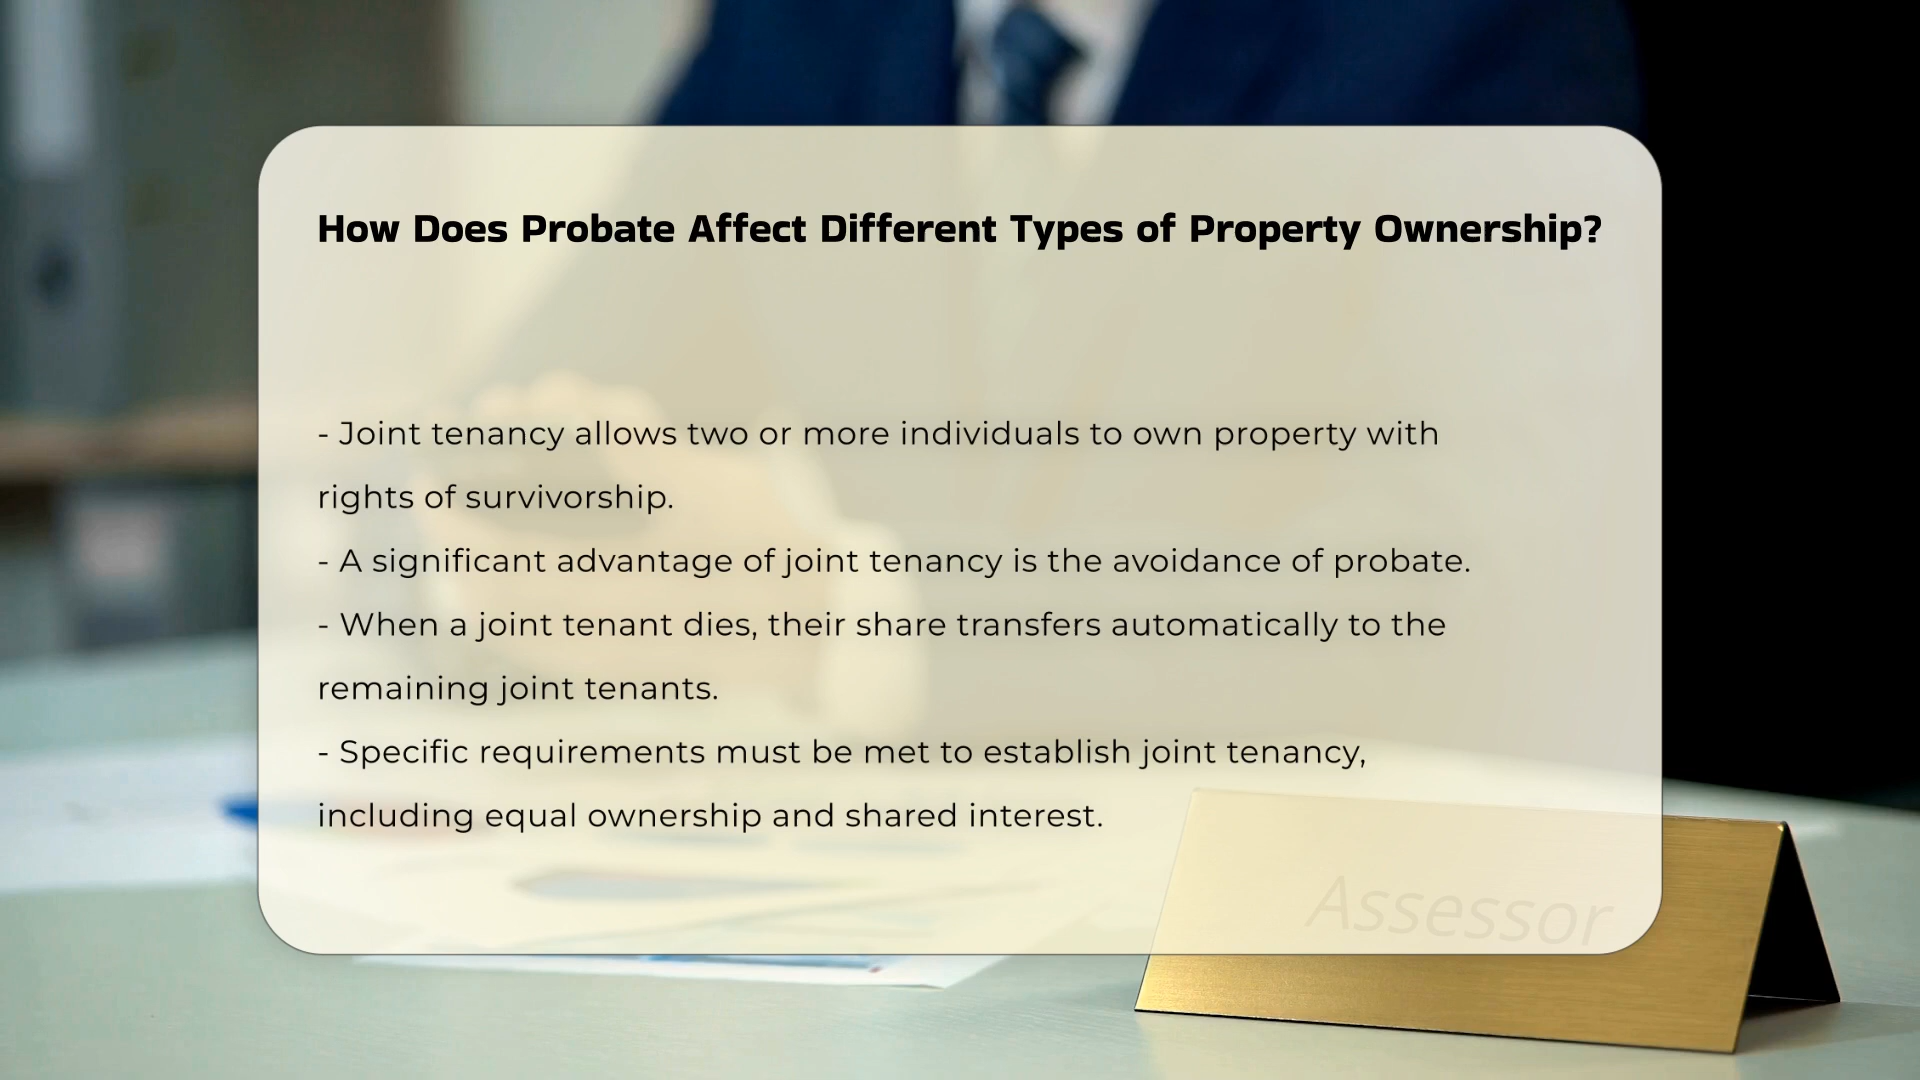 How Does Probate Affect Different Types of Property Ownership?
- Joint tenancy allows two or more individuals to own property with
rights of survivorship.
- A significant advantage of joint tenancy is the avoidance of probate.
- When a joint tenant dies, their share transfers automatically to the
remaining joint tenants.
- Specific requirements must be met to establish joint tenancy,
including equal ownership and shared interest.
Assessor